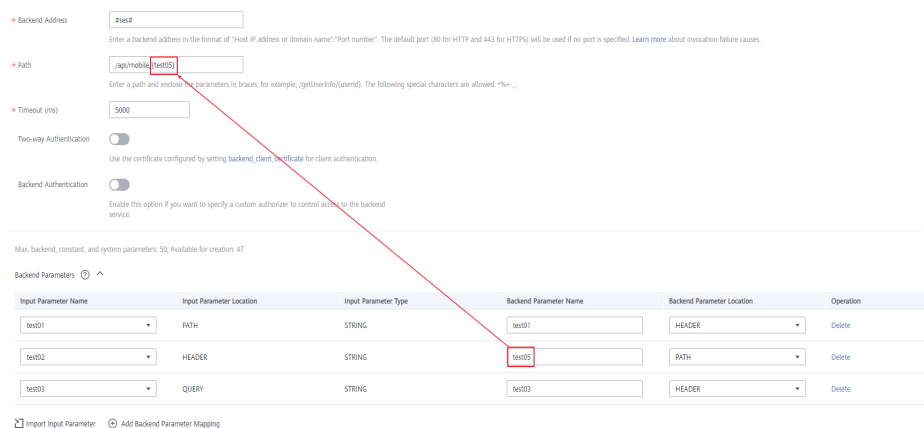 * Backend Address #ses#
Enter a backend address in the format of "Host IP address or domain name":"Port number". The default port (80 for HTTP and 443 for HTTPS) will be used if no port is specified. Learn more about invocation failure causes.
* Path /api/mobile/{test05}
Enter a path and enclose the parameters in braces, for example, /getUserInfo/{userId}. The following special characters are allowed: *%+-_.
* Timeout (ms) 5000
Two-way Authentication
Use the certificate configured by setting backend_client_certificate for client authentication.
Backend Authentication
Enable this option if you want to specify a custom authorizer to control access to the backend
service.
Max. backend, constant, and system parameters: 50; Available for creation: 47
Backend Parameters ?
Input Parameter Name Input Parameter Location Input Parameter Type Backend Parameter Name Backend Parameter Location Operation
test01 PATH STRING test01 HEADER Delete
test02 HEADER STRING test05 PATH Delete
test03 QUERY STRING test03 HEADER Delete
Import Input Parameter Add Backend Parameter Mapping